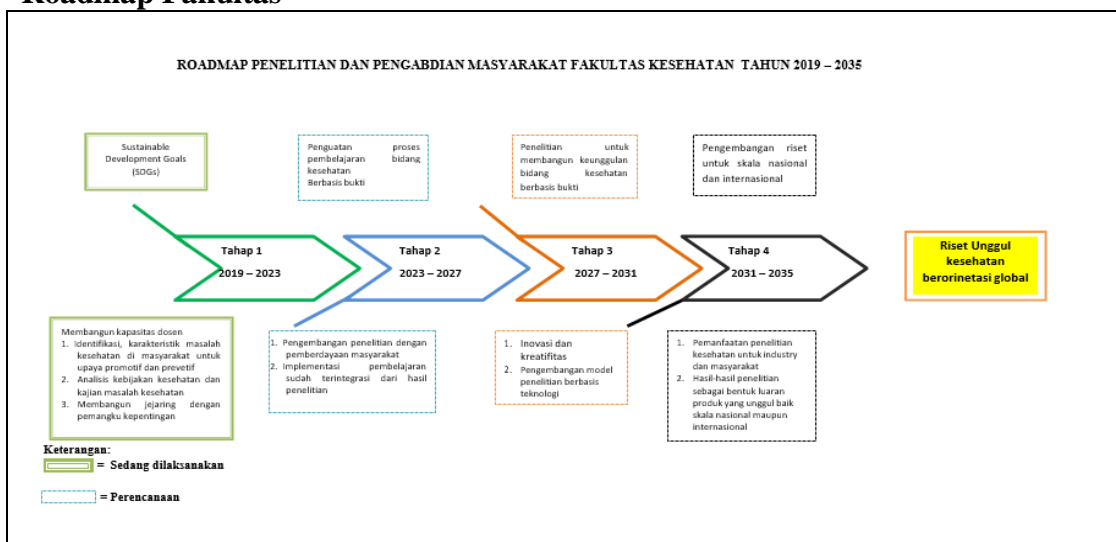 Roadmap Fakultas
ROADMAP PENELITIAN DAN PENGABDIAN MASYARAKAT FAKULTAS KESEHATAN TAHUN 2019 – 2035
Sustainable
Development Goals
(SDGs)
Penguatan proses
pembelajaran bidang
kesehatan
Berbasis bukti
Penelitian untuk
membangun keunggulan
bidang kesehatan
berbasis bukti
Pengembangan riset
untuk skala nasional
dan internasional
Tahap 1
2019 – 2023
Tahap 2
2023 – 2027
Tahap 3
2027 – 2031
Tahap 4
2031 – 2035
Riset Unggul
kesehatan
berorinetasi global
Membangun kapasitas dosen
1. Identifikasi, karakteristik masalah
kesehatan di masyarakat untuk
upaya promotif dan prevetif
2. Analisis kebijakan kesehatan dan
kajian masalah kesehatan
3. Membangun jejaring dengan
pemangku kepentingan
1. Pengembangan penelitian dengan
pemberdayaan masyarakat
2. Implementasi pembelajaran
sudah terintegrasi dari hasil
penelitian
1. Inovasi dan
kreatifitas
2. Pengembangan model
penelitian berbasis
teknologi
1. Pemanfaatan penelitian
kesehatan untuk industry
dan masyarakat
2. Hasil-hasil penelitian
sebagai bentuk luaran
produk yang unggul baik
skala nasional maupun
internasional
Keterangan:
= Sedang dilaksanakan
= Perencanaan